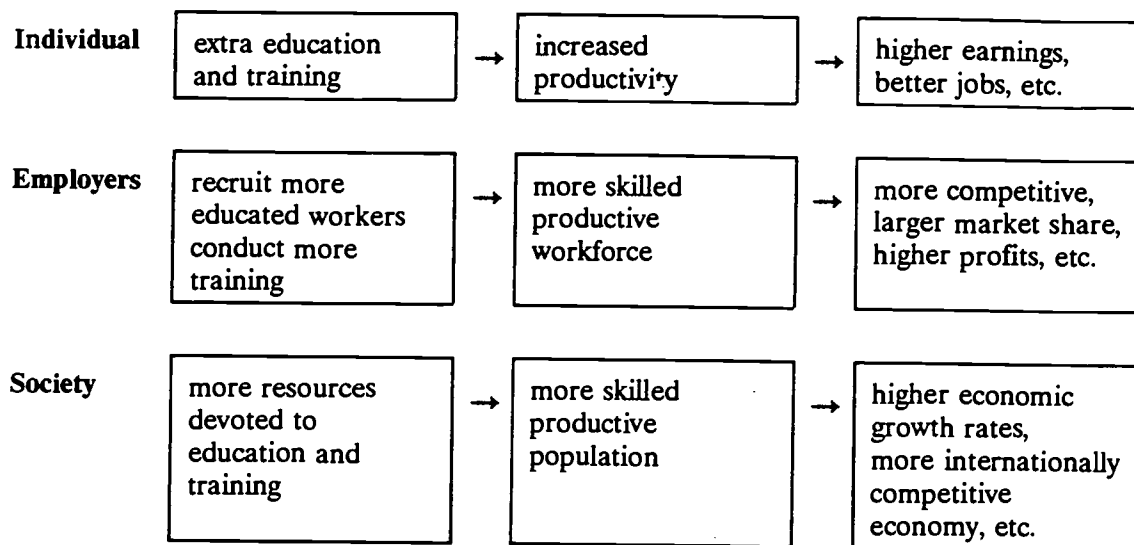 Individual
extra education
and training
→
increased
productivity
→
higher earnings,
better jobs, etc.
Employers
recruit more
educated workers
conduct more
training
→
more skilled
productive
workforce
→
more competitive,
larger market share,
higher profits, etc.
Society
more resources
devoted to
education and
training
→
more skilled
productive
population
→
higher economic
growth rates,
more internationally
competitive
economy, etc.